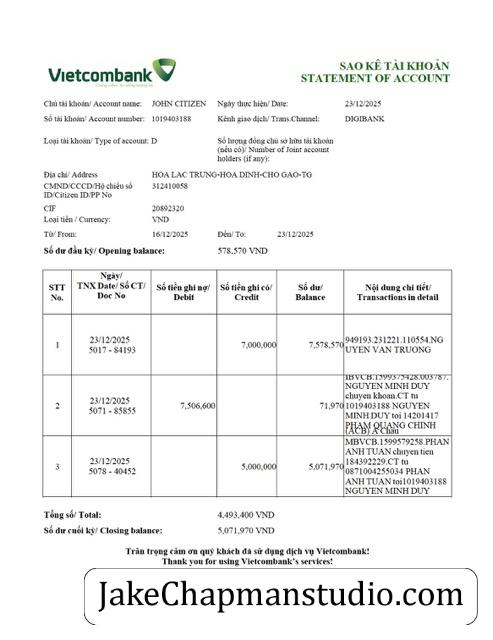 Vietcombank
SAO KÊ TÀI KHOẢN
STATEMENT OF ACCOUNT
Chủ tài khoản/ Account name: JOHN CITIZEN Ngày thực hiện/ Date: 23/12/2025
Số tài khoản/ Account number: 1019403188 Kênh giao dịch/ Trans.Channel: DIGIBANK
Loại tài khoản/ Type of account: D Số lượng đồng chủ sở hữu tài khoản
(nếu có)/ Number of Joint account
holders (if any):
Địa chỉ/ Address HOA LAC TRUNG-HOA DINH-CHO GAO-TG
CMND/CCCD/Hộ chiếu số 312410058
ID/Citizen ID/PP No
CIF 20892320
Loại tiền / Currency: VND
Từ/ From: 16/12/2025 Đến/ To: 23/12/2025
Số dư đầu kỳ/ Opening balance: 578,570 VND
STT
No.
Ngày/
TNX Date/ Số CT/
Doc No
Số tiền ghi nợ/
Debit
Số tiền ghi có/
Credit
Số dư/
Balance
Nội dung chi tiết/
Transactions in detail
1
23/12/2025
5017 - 84193
7,000,000
7,578,570
949193.231221.110554.NG
UYEN VAN TRUONG
2
23/12/2025
5071 - 85855
7,506,600
71,970
IBVCB.1599375428.003787.
NGUYEN MINH DUY
chuyen khoan.CT tu
1019403188 NGUYEN
MINH DUY toi 14201417
PHAM QUANG CHINH
(ACB) A Chau
3
23/12/2025
5078 - 40452
5,000,000
5,071,970
MBVCB.1599579258.PHAN
ANH TUAN chuyen tien
184392229.CT tu
0871004255034 PHAN
ANH TUAN toi1019403188
NGUYEN MINH DUY
Tổng số/ Total: 4,493,400 VND
Số dư cuối kỳ/ Closing balance: 5,071,970 VND
Trân trọng cảm ơn quý khách đã sử dụng dịch vụ Vietcombank!
Thank you for using Vietcombank's services!
JakeChapmanstudio.com